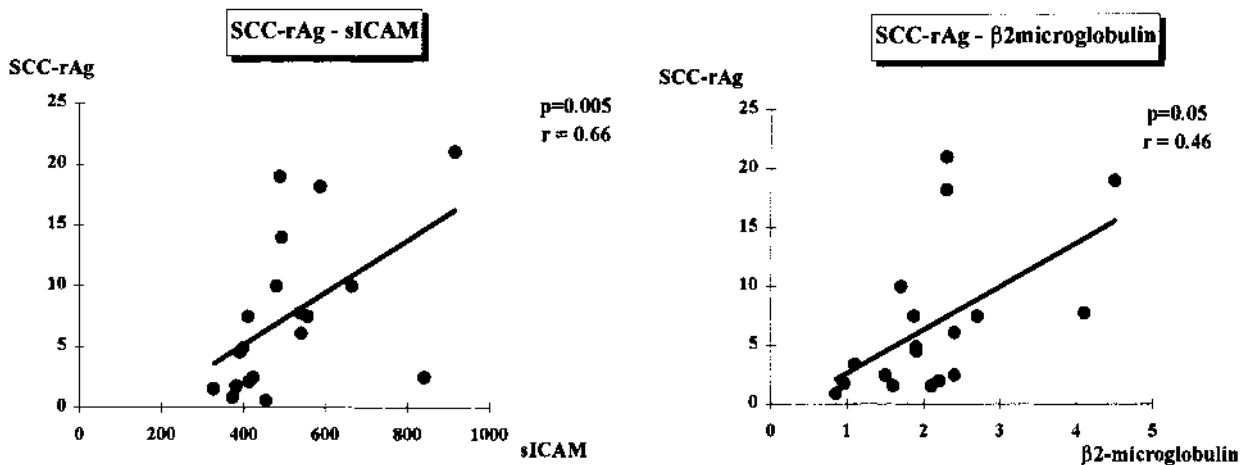 SCC-rAg - sICAM
SCC-rAg
25
20
15
10
5
0
0 200 400 600 800 1000
sICAM
p=0.005
r = 0.66
SCC-rAg - β2microglobulin
SCC-rAg
25
20
15
10
5
0
0 1 2 3 4 5
β2-microglobulin
p=0.05
r = 0.46